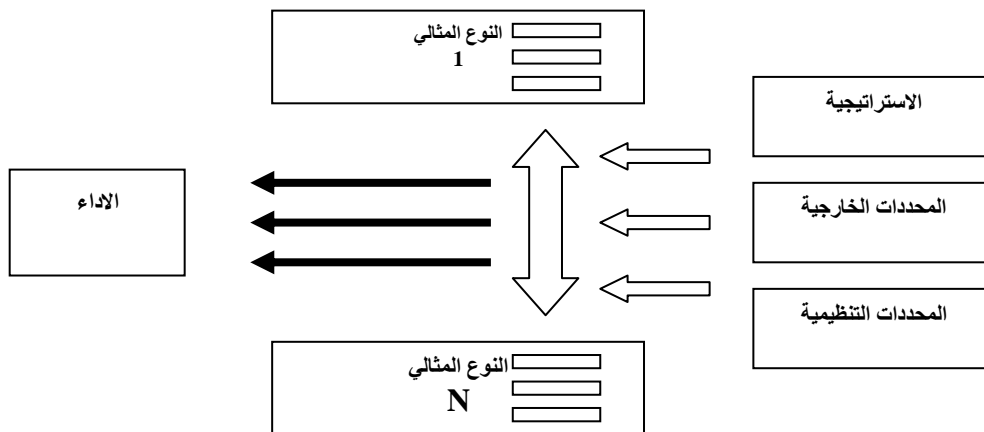 النوع المثالي
1
الاستراتيجية
المحددات الخارجية
المحددات التنظيمية
الاداء
النوع المثالي
N